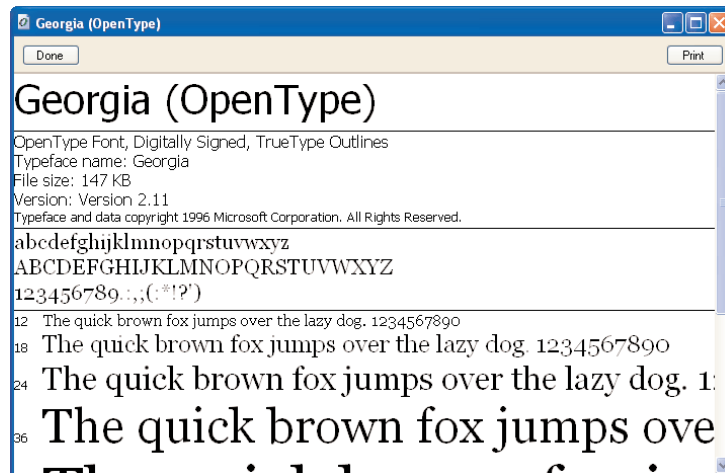 Georgia (OpenType)
Done
Print
Georgia (OpenType)
OpenType Font, Digitally Signed, TrueType Outlines
Typeface name: Georgia
File size: 147 KB
Version: Version 2.11
Typeface and data copyright 1996 Microsoft Corporation. All Rights Reserved.
abcdefghijklmnopqrstuvwxyz
ABCDEFGHIJKLMNOPQRSTUVWXYZ
123456789.:,;(:*!?')
12 The quick brown fox jumps over the lazy dog. 1234567890
18 The quick brown fox jumps over the lazy dog. 1234567890
24 The quick brown fox jumps over the lazy dog. 1
36 The quick brown fox jumps ove